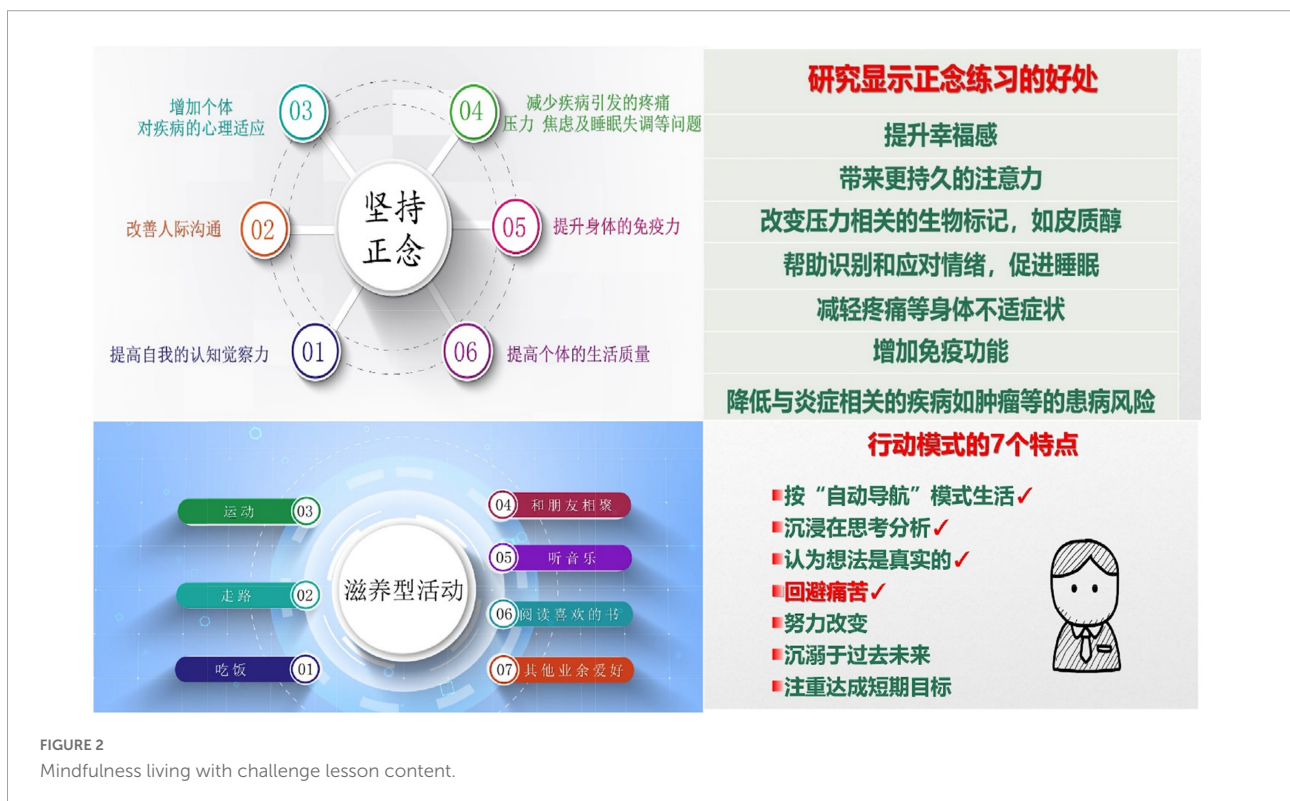 坚持
正念
01
提高自我的认知觉察力
02
改善人际沟通
03
增加个体
对疾病的心理适应
04
减少疾病引发的疼痛
压力 焦虑及睡眠失调等问题
05
提升身体的免疫力
06
提高个体的生活质量
研究显示正念练习的好处
提升幸福感
带来更持久的注意力
改变压力相关的生物标记，如皮质醇
帮助识别和应对情绪，促进睡眠
减轻疼痛等身体不适症状
增加免疫功能
降低与炎症相关的疾病如肿瘤等的患病风险
滋养型活动
吃饭 01
走路 02
运动 03
04 和朋友相聚
05 听音乐
06 阅读喜欢的书
07 其他业余爱好
行动模式的7个特点
按“自动导航”模式生活✓
沉浸在思考分析✓
认为想法是真实的✓
回避痛苦✓
努力改变
沉溺于过去未来
注重达成短期目标
FIGURE 2
Mindfulness living with challenge lesson content.